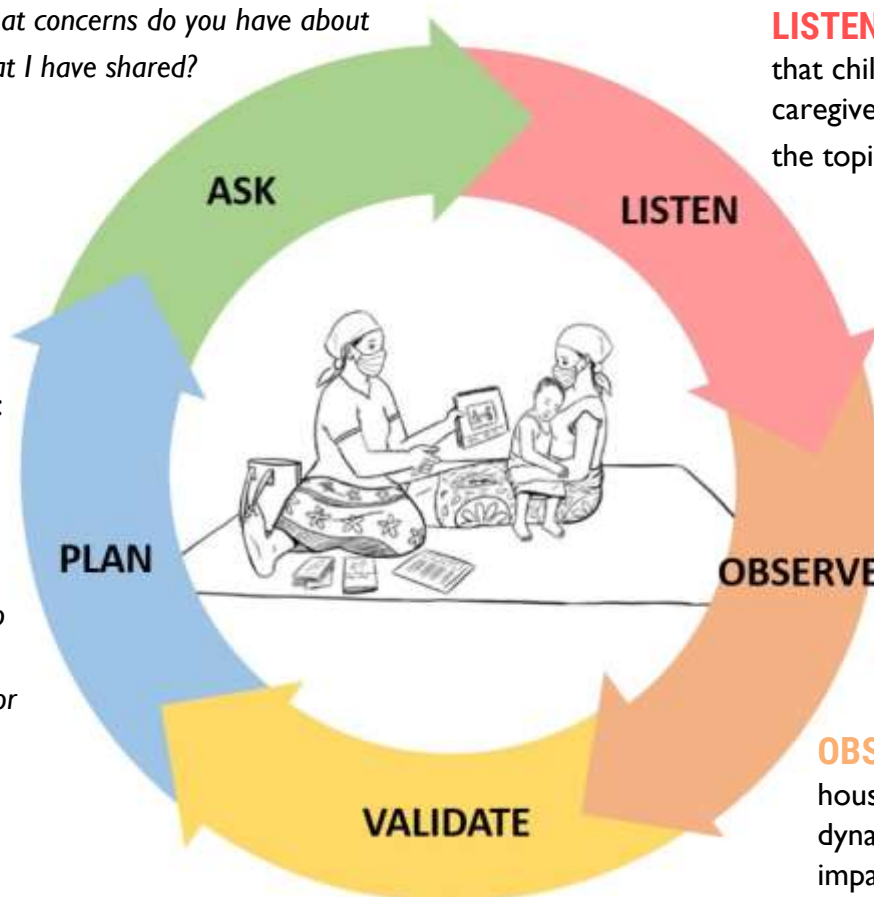 at concerns do you have about
at I have shared?
LISTEN
that chil
caregive
the topi
ASK
LISTEN
PLAN
OBSERVE
or
VALIDATE
OBS
hous
dyna
impa